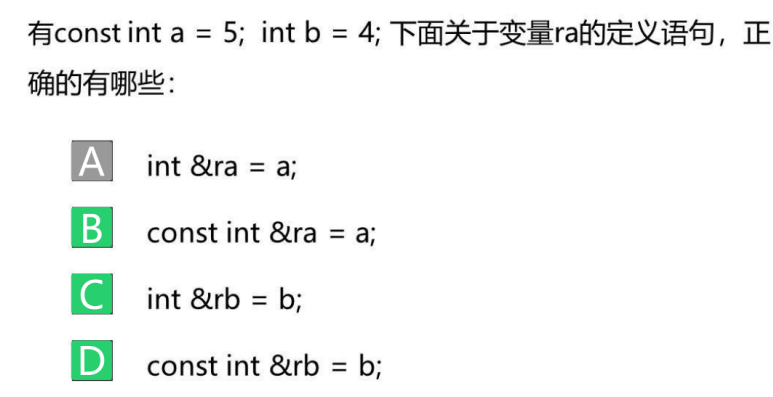 有const int a = 5; int b = 4; 下面关于变量ra的定义语句，正
确的有哪些：
A int &ra = a;
B const int &ra = a;
C int &rb = b;
D const int &rb = b;